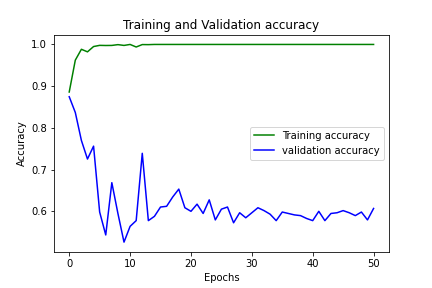 Training and Validation accuracy
1.0
0.9
0.8
0.7
0.6
Accuracy
Training accuracy
validation accuracy
0 10 20 30 40 50
Epochs